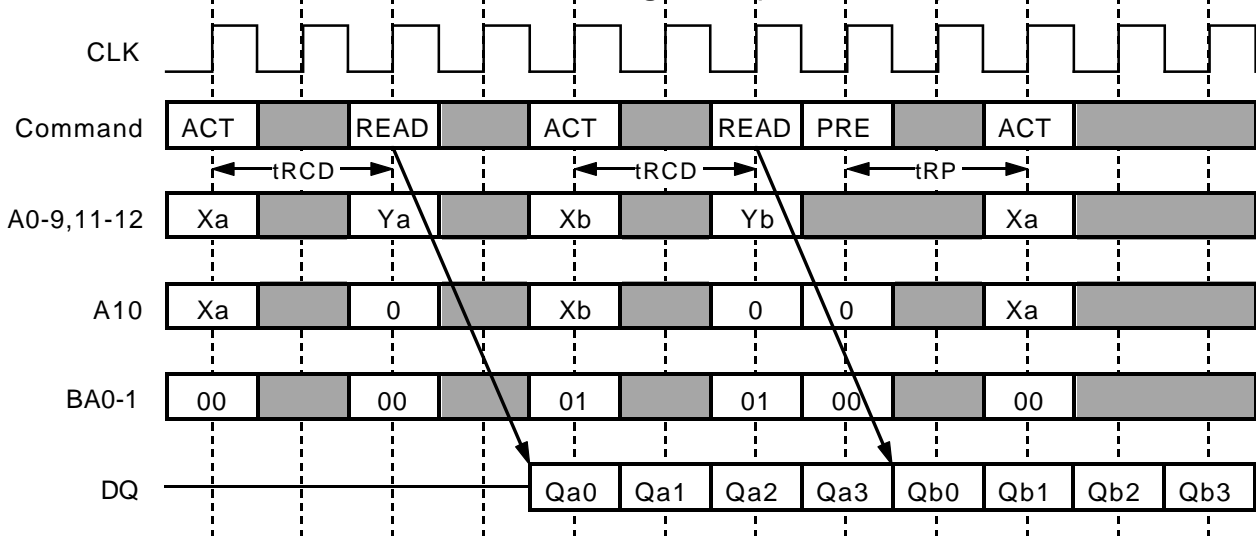 CLK
Command ACT READ ACT READ PRE ACT
tRCD tRCD tRP
A0-9,11-12 Xa Ya Xb Yb Xa
A10 Xa 0 Xb 0 0 Xa
BA0-1 00 00 01 01 00 00
DQ Qa0 Qa1 Qa2 Qa3 Qb0 Qb1 Qb2 Qb3